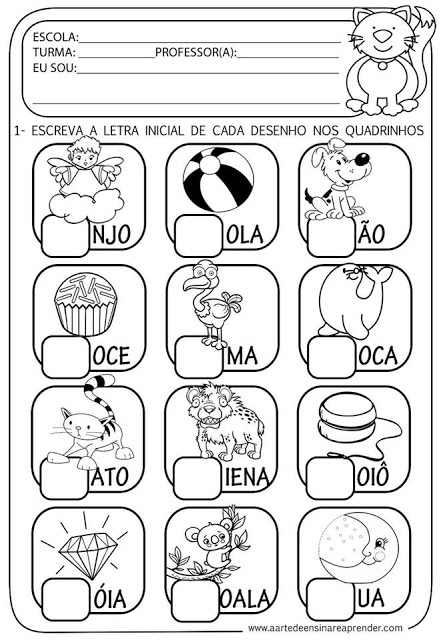 ESCOLA:
TURMA: PROFESSOR(A):
EU SOU:
1- ESCREVA A LETRA INICIAL DE CADA DESENHO NOS QUADRINHOS
NJO OLA ÃO
OCE MA OCA
ATO IENA OIÔ
ÓIA OALA UA
www.aartedeensinareaprender.com